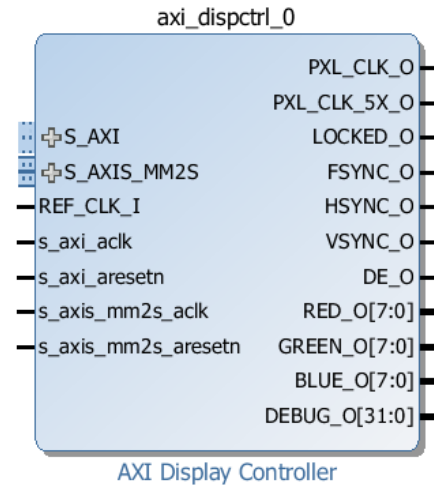 axi_dispctrl_0
PXL_CLK_O
PXL_CLK_5X_O
S_AXI
LOCKED_O
S_AXIS_MM2S
FSYNC_O
REF_CLK_I
HSYNC_O
s_axi_aclk
VSYNC_O
s_axi_aresetn
DE_O
s_axis_mm2s_aclk
RED_O[7:0]
s_axis_mm2s_aresetn
GREEN_O[7:0]
BLUE_O[7:0]
DEBUG_O[31:0]
AXI Display Controller